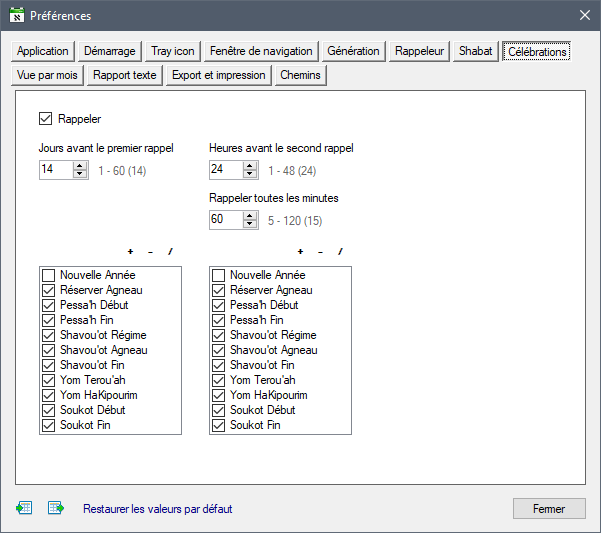 Préférences
Application Démarrage Tray icon Fenêtre de navigation Génération Rappeleur Shabat Célébrations
Vue par mois Rapport texte Export et impression Chemins
Rappeler
Jours avant le premier rappel Heures avant le second rappel
14 1 - 60 (14) 24 1 - 48 (24)
Rappeler toutes les minutes
60 5 - 120 (15)
+ - / + - /
Nouvelle Année Nouvelle Année
Réserver Agneau Réserver Agneau
Pessa'h Début Pessa'h Début
Pessa'h Fin Pessa'h Fin
Shavou'ot Régime Shavou'ot Régime
Shavou'ot Agneau Shavou'ot Agneau
Shavou'ot Fin Shavou'ot Fin
Yom Terou'ah Yom Terou'ah
Yom HaKipourim Yom HaKipourim
Soukot Début Soukot Début
Soukot Fin Soukot Fin
Restaurer les valeurs par défaut Fermer